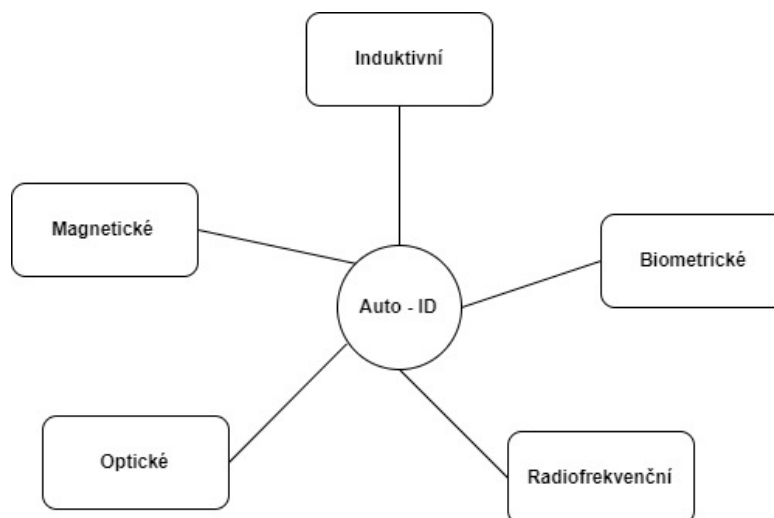 Induktivní
Magnetické
Biometrické
Auto - ID
Optické
Radiofrekvenční